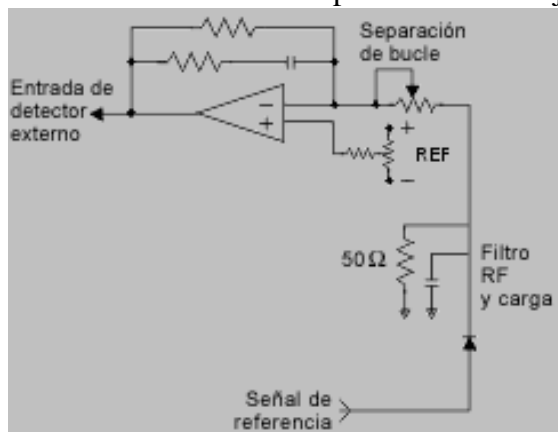 Separación
de bucle
Entrada de
detector
externo
−
+
+
REF
−
50Ω
Filtro
RF
y carga
Señal de
referencia